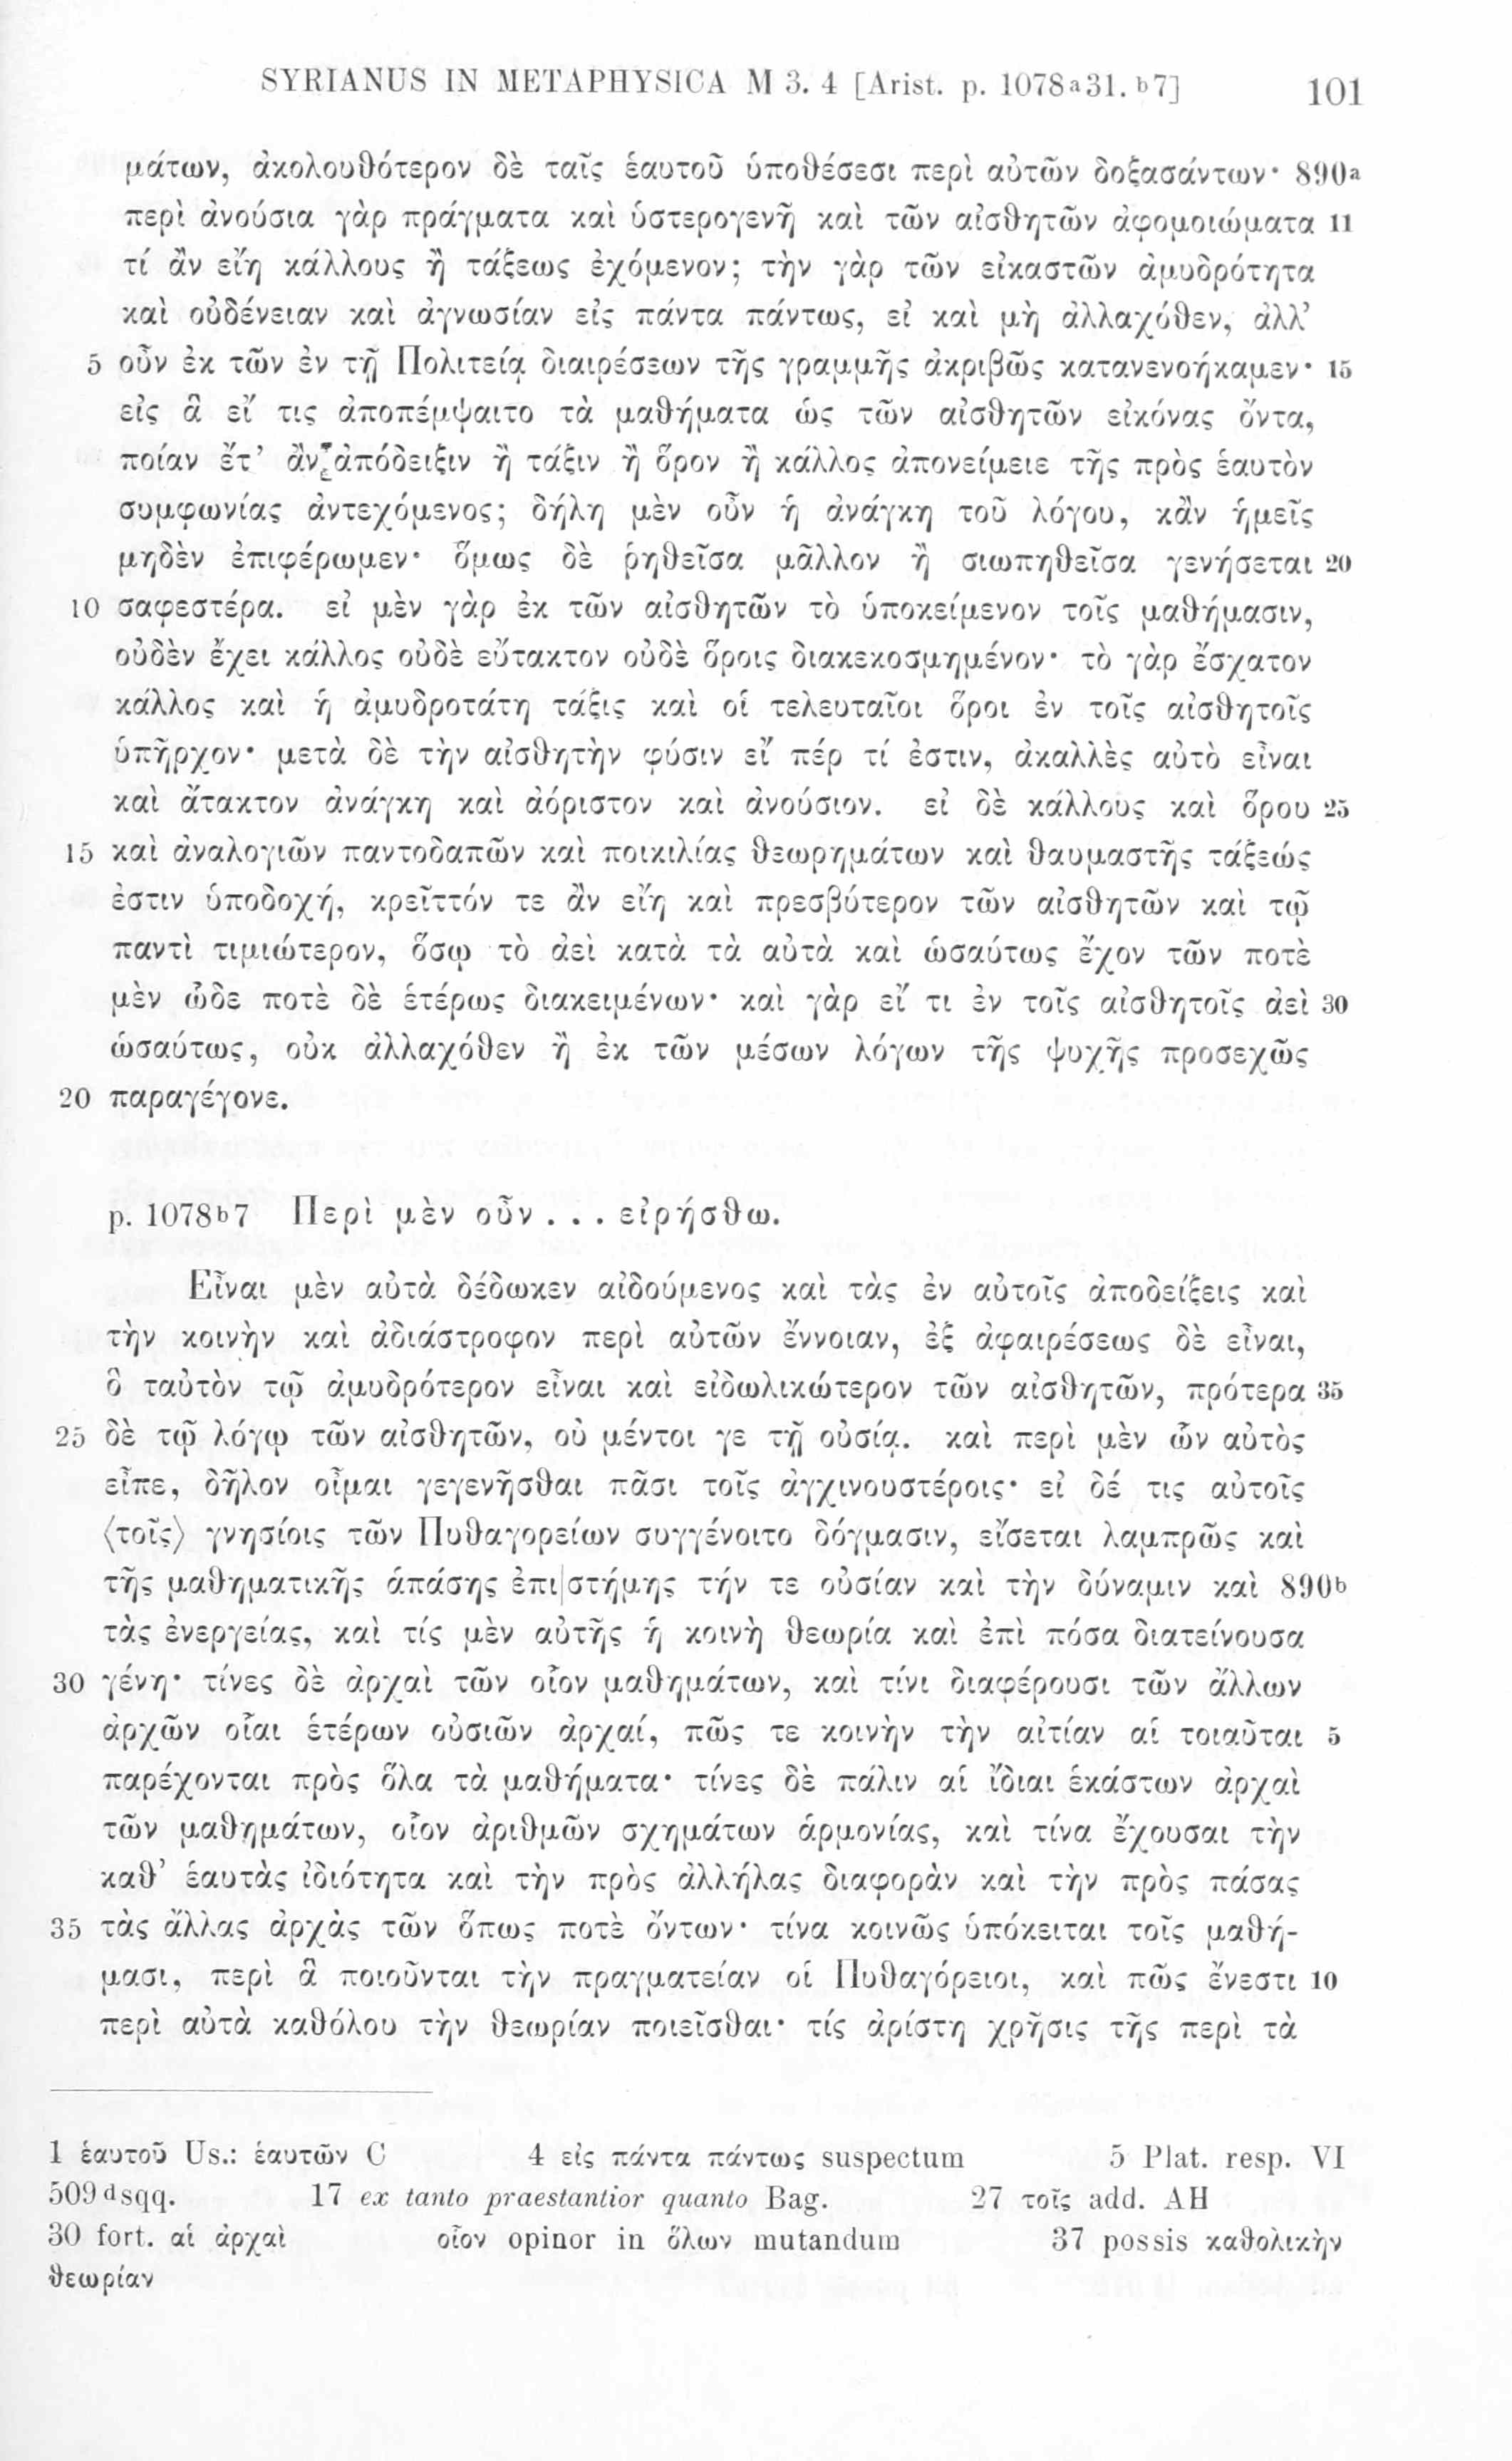 SYRIANUS IN METAPHYSICA M 3. 4 [Arist. p. 1078a31. b7] 101
μάτων, ἀκολουθότερον δὲ ταῖς ἑαυτοῦ ὑποθέσεσι περὶ αὐτῶν δοξασάντων· 890a
περὶ ἀνούσια γὰρ πράγματα καὶ ὑστερογενῆ καὶ τῶν αἰσθητῶν ἀφομοιώματα 11
τί ἂν εἴη κάλλους ἢ τάξεως ἐχόμενον; τὴν γὰρ τῶν εἰκαστῶν ἀμυδρότητα
καὶ οὐδένειαν καὶ ἀγνωσίαν εἰς πάντα πάντως, εἰ καὶ μὴ ἀλλαχόθεν, ἀλλ’
5 οὖν ἐκ τῶν ἐν τῇ Πολιτείᾳ διαιρέσεων τῆς γραμμῆς ἀκριβῶς κατανενοήκαμεν· 15
εἰς ἃ εἴ τις ἀποπέμψαιτο τὰ μαθήματα ὡς τῶν αἰσθητῶν εἰκόνας ὄντα,
ποίαν ἔτ’ ἂν ἀπόδειξιν ἢ τάξιν ἢ ὅρον ἢ κάλλος ἀπονείμειε τῆς πρὸς ἑαυτὸν
συμφωνίας ἀντεχόμενος; δήλη μὲν οὖν ἡ ἀνάγκη τοῦ λόγου, κἂν ἡμεῖς
μηδὲν ἐπιφέρωμεν· ὅμως δὲ ῥηθεῖσα μᾶλλον ἢ σιωπηθεῖσα γενήσεται 20
10 σαφεστέρα. εἰ μὲν γὰρ ἐκ τῶν αἰσθητῶν τὸ ὑποκείμενον τοῖς μαθήμασιν,
οὐδὲν ἔχει κάλλος οὐδὲ εὔτακτον οὐδὲ ὅροις διακεκοσμημένον· τὸ γὰρ ἔσχατον
κάλλος καὶ ἡ ἀμυδροτάτη τάξις καὶ οἱ τελευταῖοι ὅροι ἐν τοῖς αἰσθητοῖς
ὑπῆρχον· μετὰ δὲ τὴν αἰσθητὴν φύσιν εἴ πέρ τί ἐστιν, ἀκαλλὲς αὐτὸ εἶναι
καὶ ἄτακτον ἀνάγκη καὶ ἀόριστον καὶ ἀνούσιον. εἰ δὲ κάλλους καὶ ὅρου 25
15 καὶ ἀναλογιῶν παντοδαπῶν καὶ ποικιλίας θεωρημάτων καὶ θαυμαστῆς τάξεώς
ἐστιν ὑποδοχή, κρεῖττόν τε ἂν εἴη καὶ πρεσβύτερον τῶν αἰσθητῶν καὶ τῷ
παντὶ τιμιώτερον, ὅσῳ τὸ ἀεὶ κατὰ τὰ αὐτὰ καὶ ὡσαύτως ἔχον τῶν ποτὲ
μὲν ὧδε ποτὲ δὲ ἑτέρως διακειμένων· καὶ γὰρ εἴ τι ἐν τοῖς αἰσθητοῖς ἀεὶ 30
ὡσαύτως, οὐκ ἀλλαχόθεν ἢ ἐκ τῶν μέσων λόγων τῆς ψυχῆς προσεχῶς
20 παραγέγονε.
p. 1078b7 Περὶ μὲν οὖν . . . εἰρήσθω.
Εἶναι μὲν αὐτὰ δέδωκεν αἰδούμενος καὶ τὰς ἐν αὐτοῖς ἀποδείξεις καὶ
τὴν κοινὴν καὶ ἀδιάστροφον περὶ αὐτῶν ἔννοιαν, ἐξ ἀφαιρέσεως δὲ εἶναι,
ὃ ταὐτὸν τῷ ἀμυδρότερον εἶναι καὶ εἰδωλικώτερον τῶν αἰσθητῶν, πρότερα 35
25 δὲ τῷ λόγῳ τῶν αἰσθητῶν, οὐ μέντοι γε τῇ οὐσίᾳ. καὶ περὶ μὲν ὧν αὐτὸς
εἶπε, δῆλον οἶμαι γεγενῆσθαι πᾶσι τοῖς ἀγχινουστέροις· εἰ δέ τις αὐτοῖς
⟨τοῖς⟩ γνησίοις τῶν Πυθαγορείων συγγένοιτο δόγμασιν, εἴσεται λαμπρῶς καὶ
τῆς μαθηματικῆς ἁπάσης ἐπι|στήμης τήν τε οὐσίαν καὶ τὴν δύναμιν καὶ 890b
τὰς ἐνεργείας, καὶ τίς μὲν αὐτῆς ἡ κοινὴ θεωρία καὶ ἐπὶ πόσα διατείνουσα
30 γένη· τίνες δὲ ἀρχαὶ τῶν οἷον μαθημάτων, καὶ τίνι διαφέρουσι τῶν ἄλλων
ἀρχῶν οἷαι ἑτέρων οὐσιῶν ἀρχαί, πῶς τε κοινὴν τὴν αἰτίαν αἱ τοιαῦται 5
παρέχονται πρὸς ὅλα τὰ μαθήματα· τίνες δὲ πάλιν αἱ ἴδιαι ἑκάστων ἀρχαὶ
τῶν μαθημάτων, οἷον ἀριθμῶν σχημάτων ἁρμονίας, καὶ τίνα ἔχουσαι τὴν
καθ’ ἑαυτὰς ἰδιότητα καὶ τὴν πρὸς ἀλλήλας διαφορὰν καὶ τὴν πρὸς πάσας
35 τὰς ἄλλας ἀρχὰς τῶν ὅπως ποτὲ ὄντων· τίνα κοινῶς ὑπόκειται τοῖς μαθή-
μασι, περὶ ἃ ποιοῦνται τὴν πραγματείαν οἱ Πυθαγόρειοι, καὶ πῶς ἔνεστι 10
περὶ αὐτὰ καθόλου τὴν θεωρίαν ποιεῖσθαι· τίς ἀρίστη χρῆσις τῆς περὶ τὰ
1 ἑαυτοῦ Us.: ἑαυτῶν C 4 εἰς πάντα πάντως suspectum 5 Plat. resp. VI
509d sqq. 17 ex tanto praestantior quanto Bag. 27 τοῖς add. AH
30 fort. αἱ ἀρχαὶ οἷον opinor in ὅλων mutandum 37 possis καθολικὴν
θεωρίαν